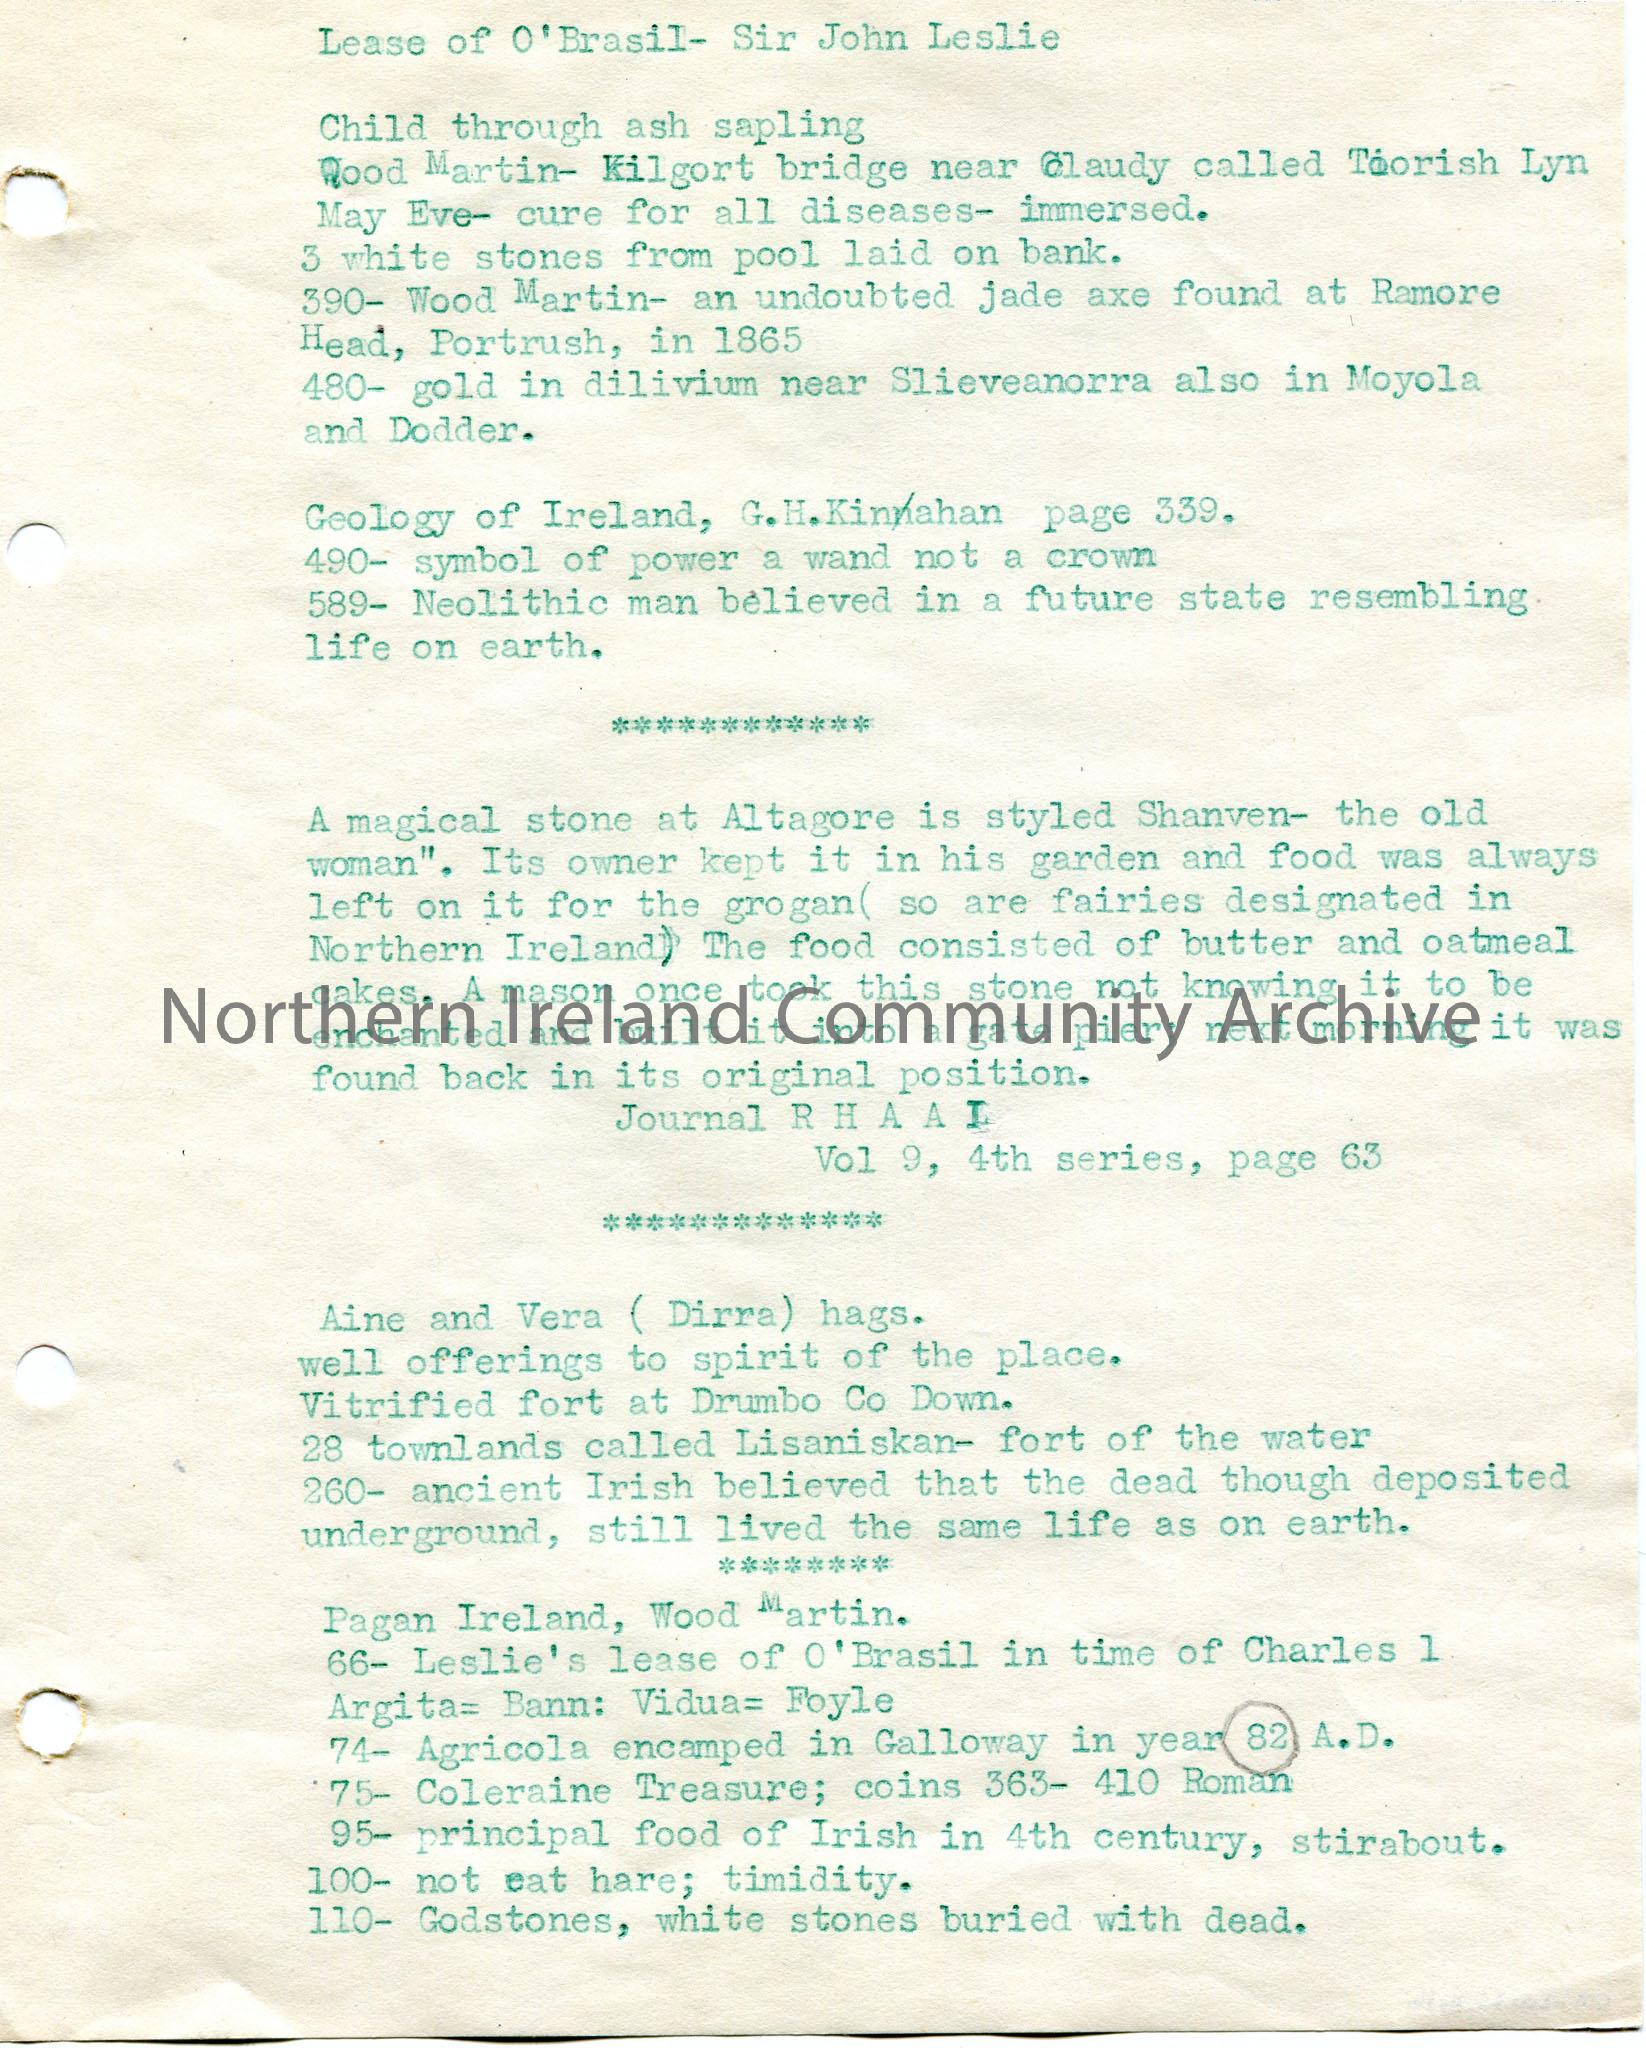 Lease of O'Brasil- Sir John Leslie
Child through ash sapling
Wood Martin- Kilgort bridge near Claudy called Toorish Lyn
May Eve- cure for all diseases- immersed.
3 white stones from pool laid on bank.
390- Wood Martin- an undoubted jade axe found at Ramore
Head, Portrush, in 1865
480- gold in dilivium near Slieveanorra also in Moyola
and Dodder.
Geology of Ireland, G.H.Kinnahan page 339.
490- symbol of power a wand not a crown
589- Neolithic man believed in a future state resembling
life on earth.
************
A magical stone at Altagore is styled Shanven- the old
woman". Its owner kept it in his garden and food was always
left on it for the grogan( so are fairies designated in
Northern Ireland) The food consisted of butter and oatmeal
cakes. A mason once took this stone not knowing it to be
Northern Ireland Community Archive
enchanted and built it into a gate pier; next morning it was
found back in its original position.
Journal R H A A I
Vol 9, 4th series, page 63
*************
Aine and Vera ( Dirra) hags.
well offerings to spirit of the place.
Vitrified fort at Drumbo Co Down.
28 townlands called Lisaniskan- fort of the water
260- ancient Irish believed that the dead though deposited
underground, still lived the same life as on earth.
********
Pagan Ireland, Wood Martin.
66- Leslie's lease of O'Brasil in time of Charles 1
Argita= Bann: Vidua= Foyle
74- Agricola encamped in Galloway in year 82 A.D.
75- Coleraine Treasure; coins 363- 410 Roman
95- principal food of Irish in 4th century, stirabout.
100- not eat hare; timidity.
110- Godstones, white stones buried with dead.